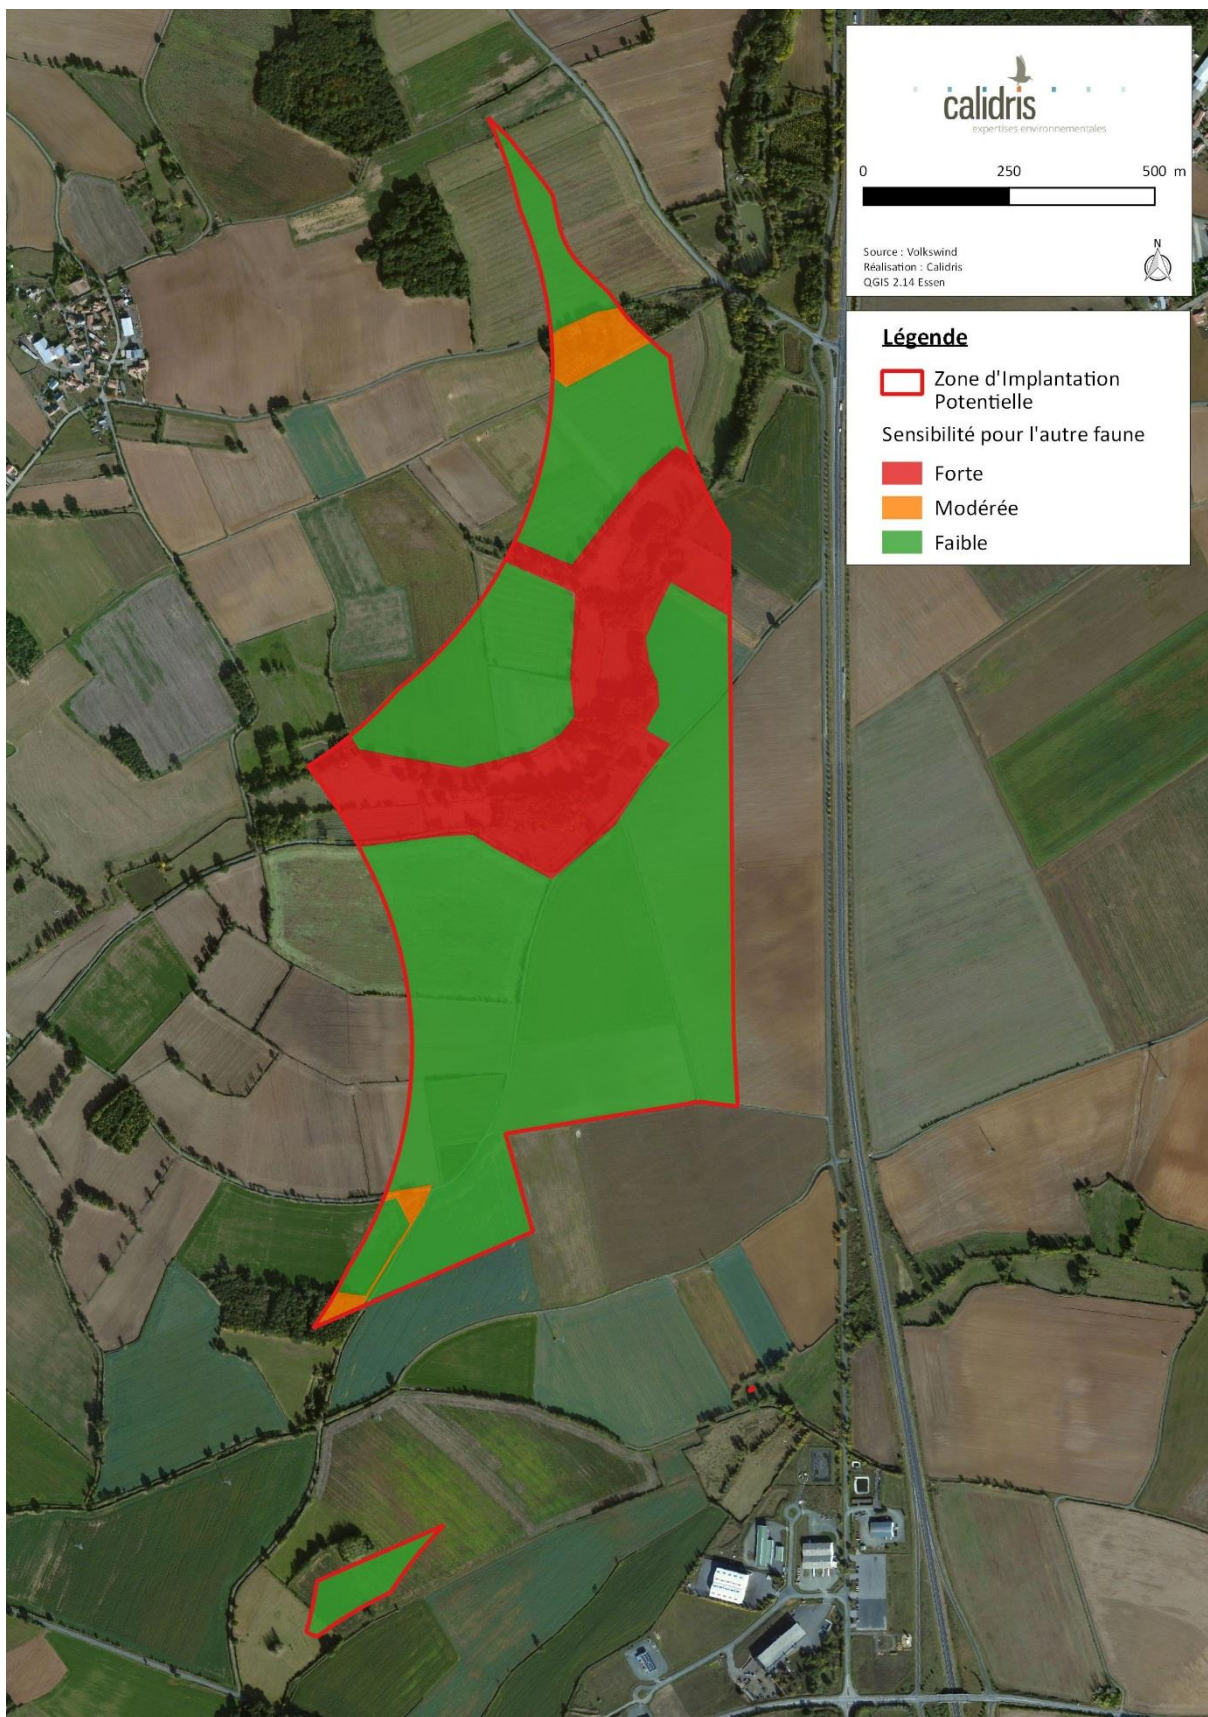 calidris
expertises environnementales
0 250 500 m
Source : Volkswind
Réalisation : Calidris
QGIS 2.14 Essen
N
Légende
Zone d'Implantation
Potentielle
Sensibilité pour l'autre faune
Forte
Modérée
Faible